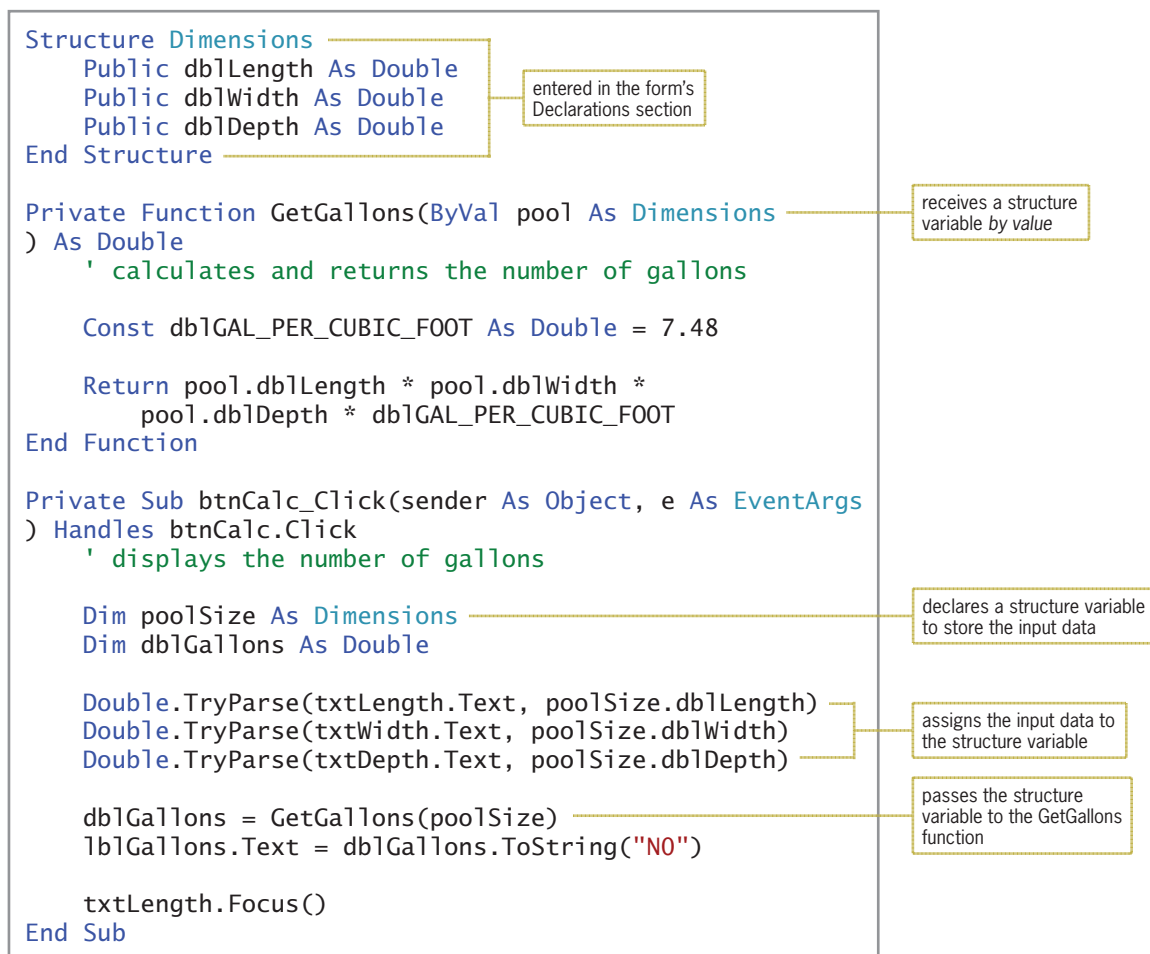 Structure Dimensions
Public dblLength As Double
Public dblWidth As Double
Public dblDepth As Double
End Structure
entered in the form's
Declarations section
Private Function GetGallons(ByVal pool As Dimensions
) As Double
receives a structure
variable by value
' calculates and returns the number of gallons
Const dblGAL_PER_CUBIC_FOOT As Double = 7.48
Return pool.dblLength * pool.dblWidth *
pool.dblDepth * dblGAL_PER_CUBIC_FOOT
End Function
Private Sub btnCalc_Click(sender As Object, e As EventArgs
) Handles btnCalc.Click
' displays the number of gallons
Dim poolSize As Dimensions
Dim dblGallons As Double
declares a structure variable
to store the input data
Double.TryParse(txtLength.Text, poolSize.dblLength)
Double.TryParse(txtWidth.Text, poolSize.dblWidth)
Double.TryParse(txtDepth.Text, poolSize.dblDepth)
assigns the input data to
the structure variable
dblGallons = GetGallons(poolSize)
lblGallons.Text = dblGallons.ToString("N0")
passes the structure
variable to the GetGallons
function
txtLength.Focus()
End Sub